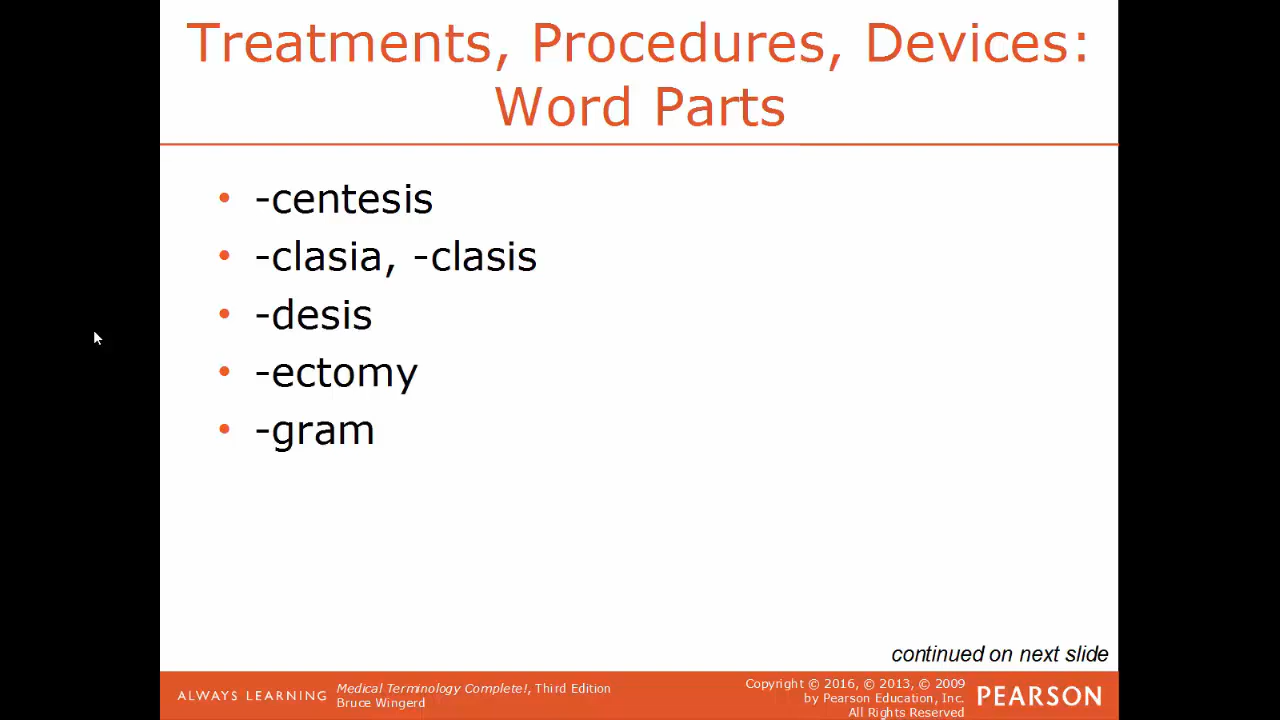 Treatments, Procedures, Devices:
Word Parts
• -centesis
• -clasia, -clasis
• -desis
• -ectomy
• -gram
continued on next slide
ALWAYS LEARNING
Medical Terminology Complete!, Third Edition
Bruce Wingerd
Copyright © 2016, © 2013, © 2009
by Pearson Education, Inc.
All Rights Reserved
PEARSON